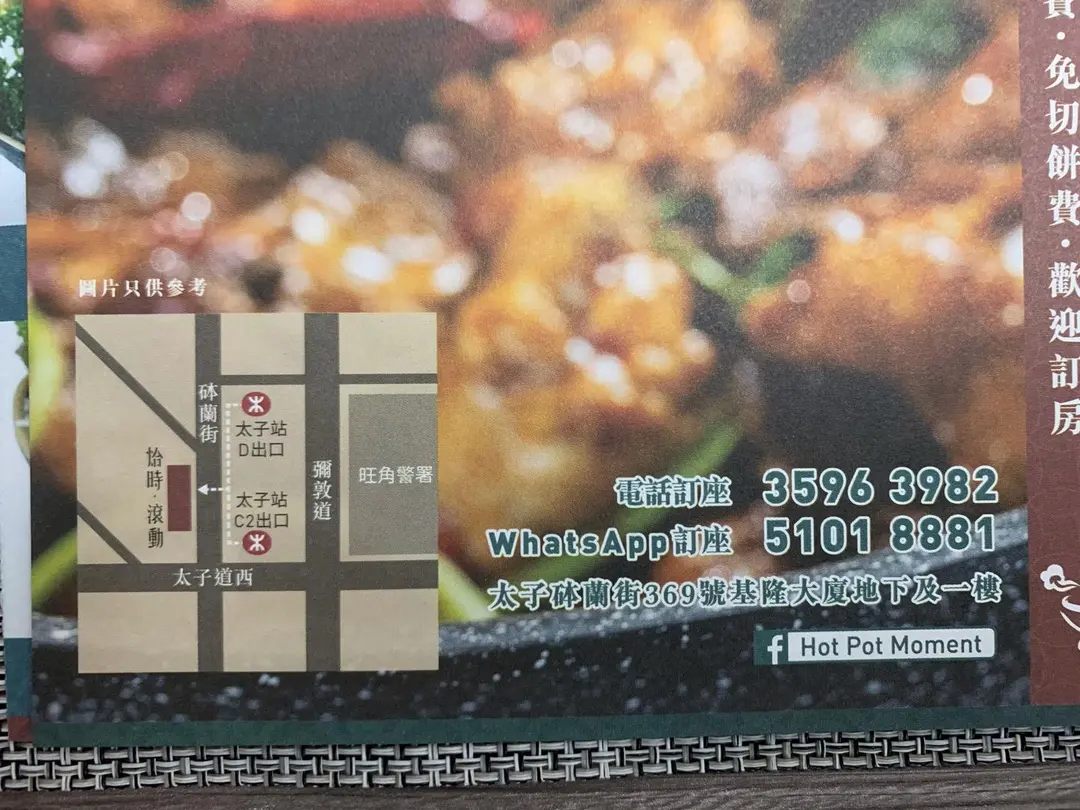 費·免切餅費·歡迎訂房
圖片只供參考
砵蘭街
太子站
D出口
彌敦道
旺角警署
怡時·滾動
太子站
C2出口
太子道西
電話訂座 3596 3982
WhatsApp訂座 5101 8881
太子砵蘭街369號基隆大廈地下及一樓
f Hot Pot Moment